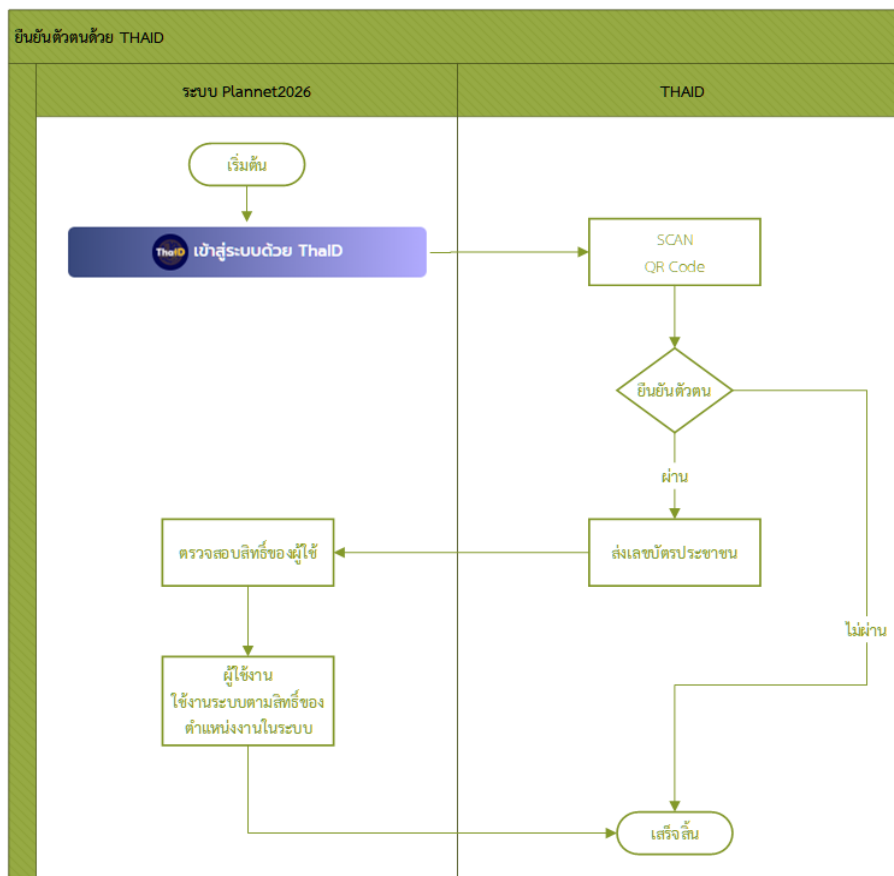 ยืนยันตัวตนด้วย THAID
ระบบ Plannet2026
THAID
เริ่มต้น
ThaID เข้าสู่ระบบด้วย ThaID
SCAN
QR Code
ยืนยันตัวตน
ผ่าน
ตรวจสอบสิทธิ์ของผู้ใช้
ส่งเลขบัตรประชาชน
ไม่ผ่าน
ผู้ใช้งาน
ใช้งานระบบตามสิทธิ์ของ
ตำแหน่งงานในระบบ
เสร็จสิ้น